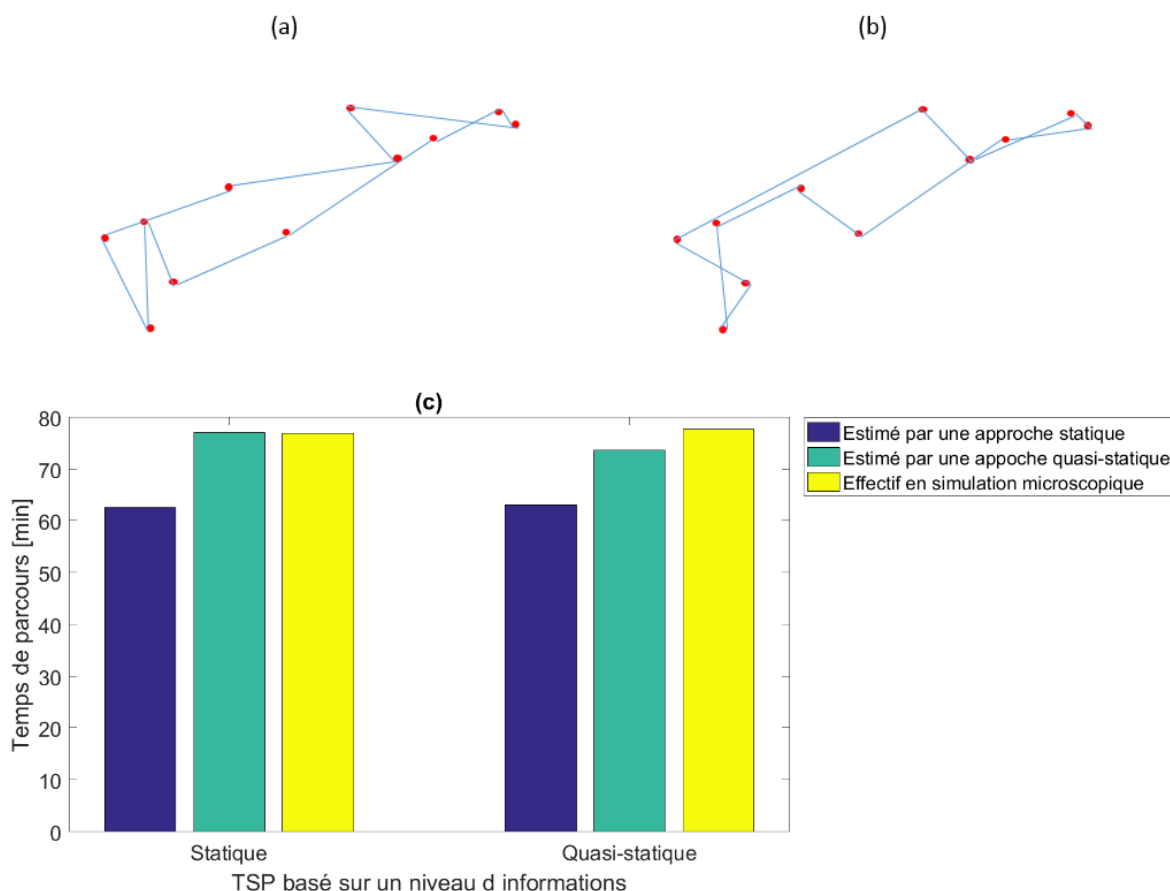 (a)
(b)
(c)
80
70
60
50
40
30
20
10
0
Temps de parcours [min]
Statique
Quasi-statique
TSP basé sur un niveau d informations
Estimé par une approche statique
Estimé par une appoche quasi-statique
Effectif en simulation microscopique